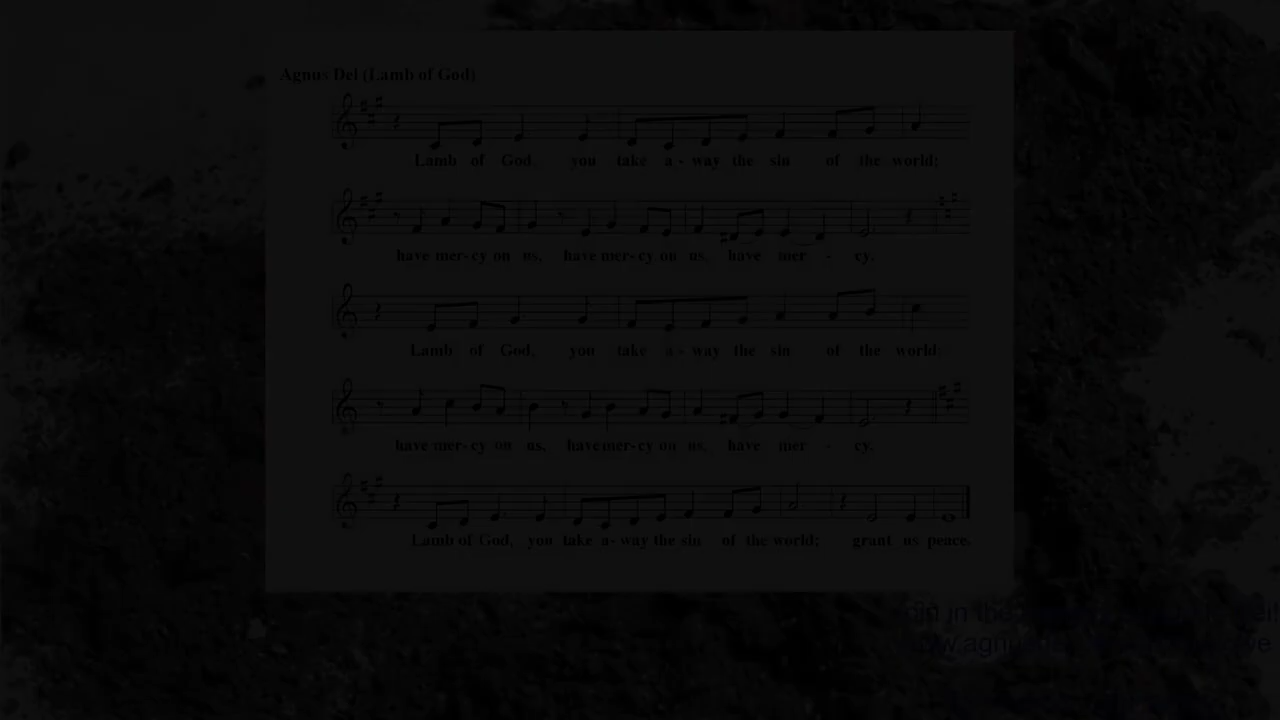 Agnus Dei (Lamb of God)
Lamb of God, you take a - way the sin of the world;
have mer- cy on us, have mer- cy on us, have mer - cy.
Lamb of God, you take a - way the sin of the world;
have mer- cy on us, have mer- cy on us, have mer - cy.
Lamb of God, you take a- way the sin of the world; grant us peace.
in the